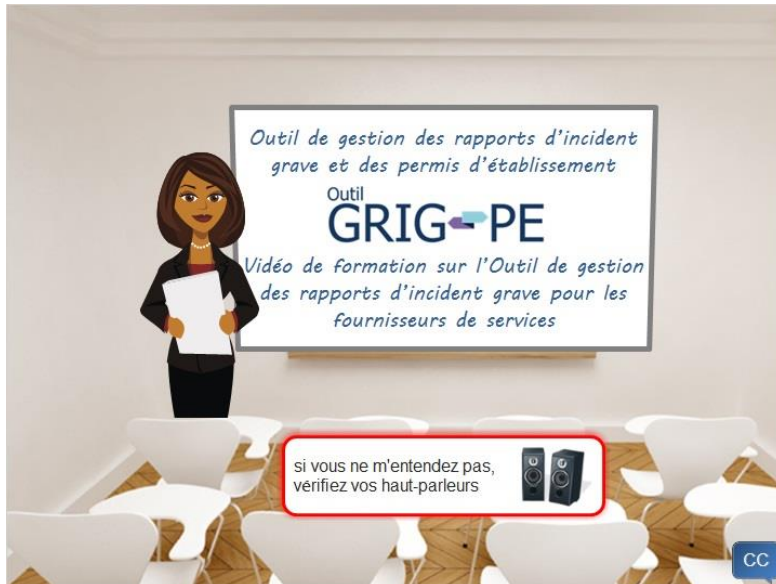 Outil de gestion des rapports d'incident
grave et des permis d'établissement
Outil
GRIG PE
Vidéo de formation sur l'Outil de gestion
des rapports d'incident grave pour les
fournisseurs de services
si vous ne m'entendez pas,
vérifiez vos haut-parleurs
CC